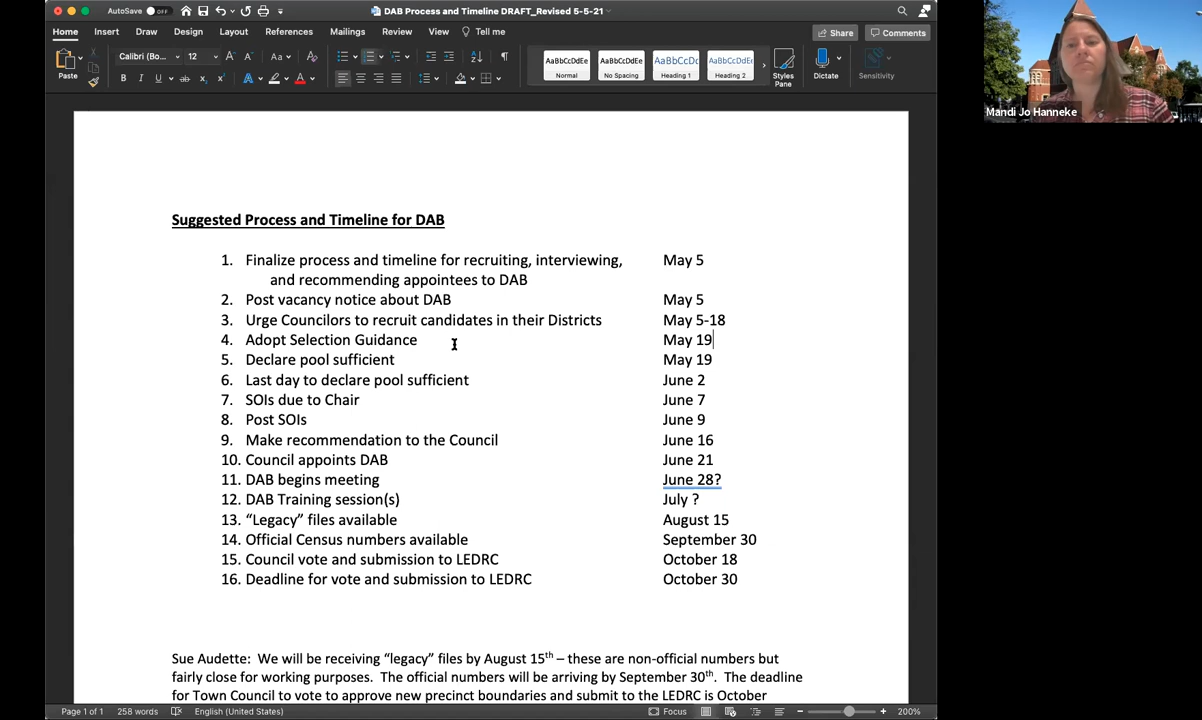 AutoSave OFF
DAB Process and Timeline DRAFT_Revised 5-5-21
Home Insert Draw Design Layout References Mailings Review View Tell me
Share Comments
Paste
Calibri (Bo... 12
AaBbCcDdEe AaBbCcDdEe AaBbCcDc AaBbCcDdEe
Normal No Spacing Heading 1 Heading 2
Styles Pane
Dictate
Sensitivity
Mandi Jo Hanneke
Suggested Process and Timeline for DAB
1. Finalize process and timeline for recruiting, interviewing, May 5
and recommending appointees to DAB
2. Post vacancy notice about DAB May 5
3. Urge Councilors to recruit candidates in their Districts May 5-18
4. Adopt Selection Guidance May 19
5. Declare pool sufficient May 19
6. Last day to declare pool sufficient June 2
7. SOIs due to Chair June 7
8. Post SOIs June 9
9. Make recommendation to the Council June 16
10. Council appoints DAB June 21
11. DAB begins meeting June 28?
12. DAB Training session(s) July ?
13. “Legacy” files available August 15
14. Official Census numbers available September 30
15. Council vote and submission to LEDRC October 18
16. Deadline for vote and submission to LEDRC October 30
Sue Audette: We will be receiving “legacy” files by August 15th – these are non-official numbers but
fairly close for working purposes. The official numbers will be arriving by September 30th. The deadline
for Town Council to vote to approve new precinct boundaries and submit to the LEDRC is October
Page 1 of 1 258 words English (United States) Focus 200%